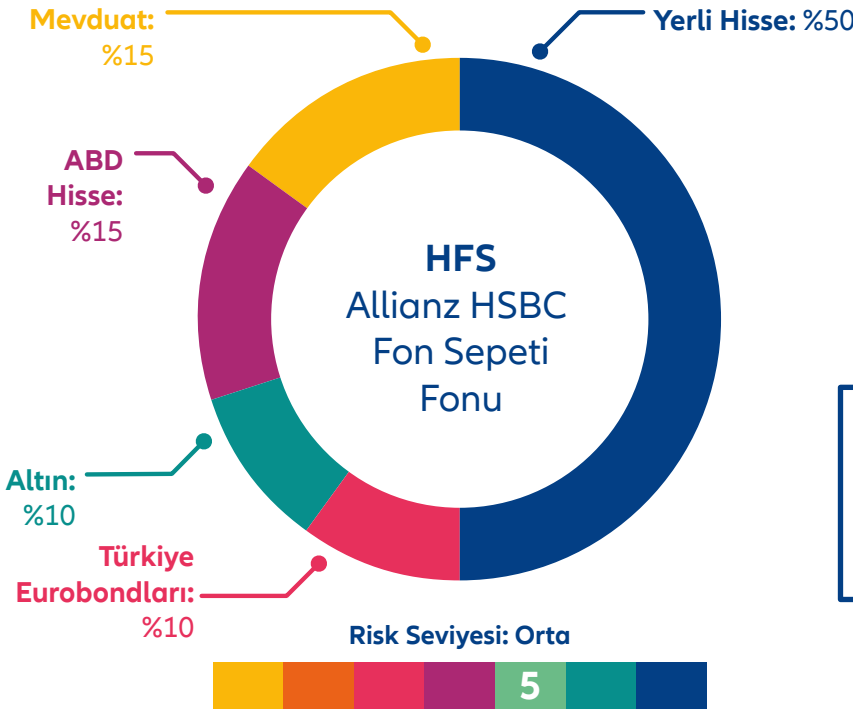 Mevduat:
%15
Yerli Hisse: %50
ABD
Hisse:
%15
HFS
Allianz HSBC
Fon Sepeti
Fonu
Altın:
%10
Türkiye
Eurobondları:
%10
Risk Seviyesi: Orta
5